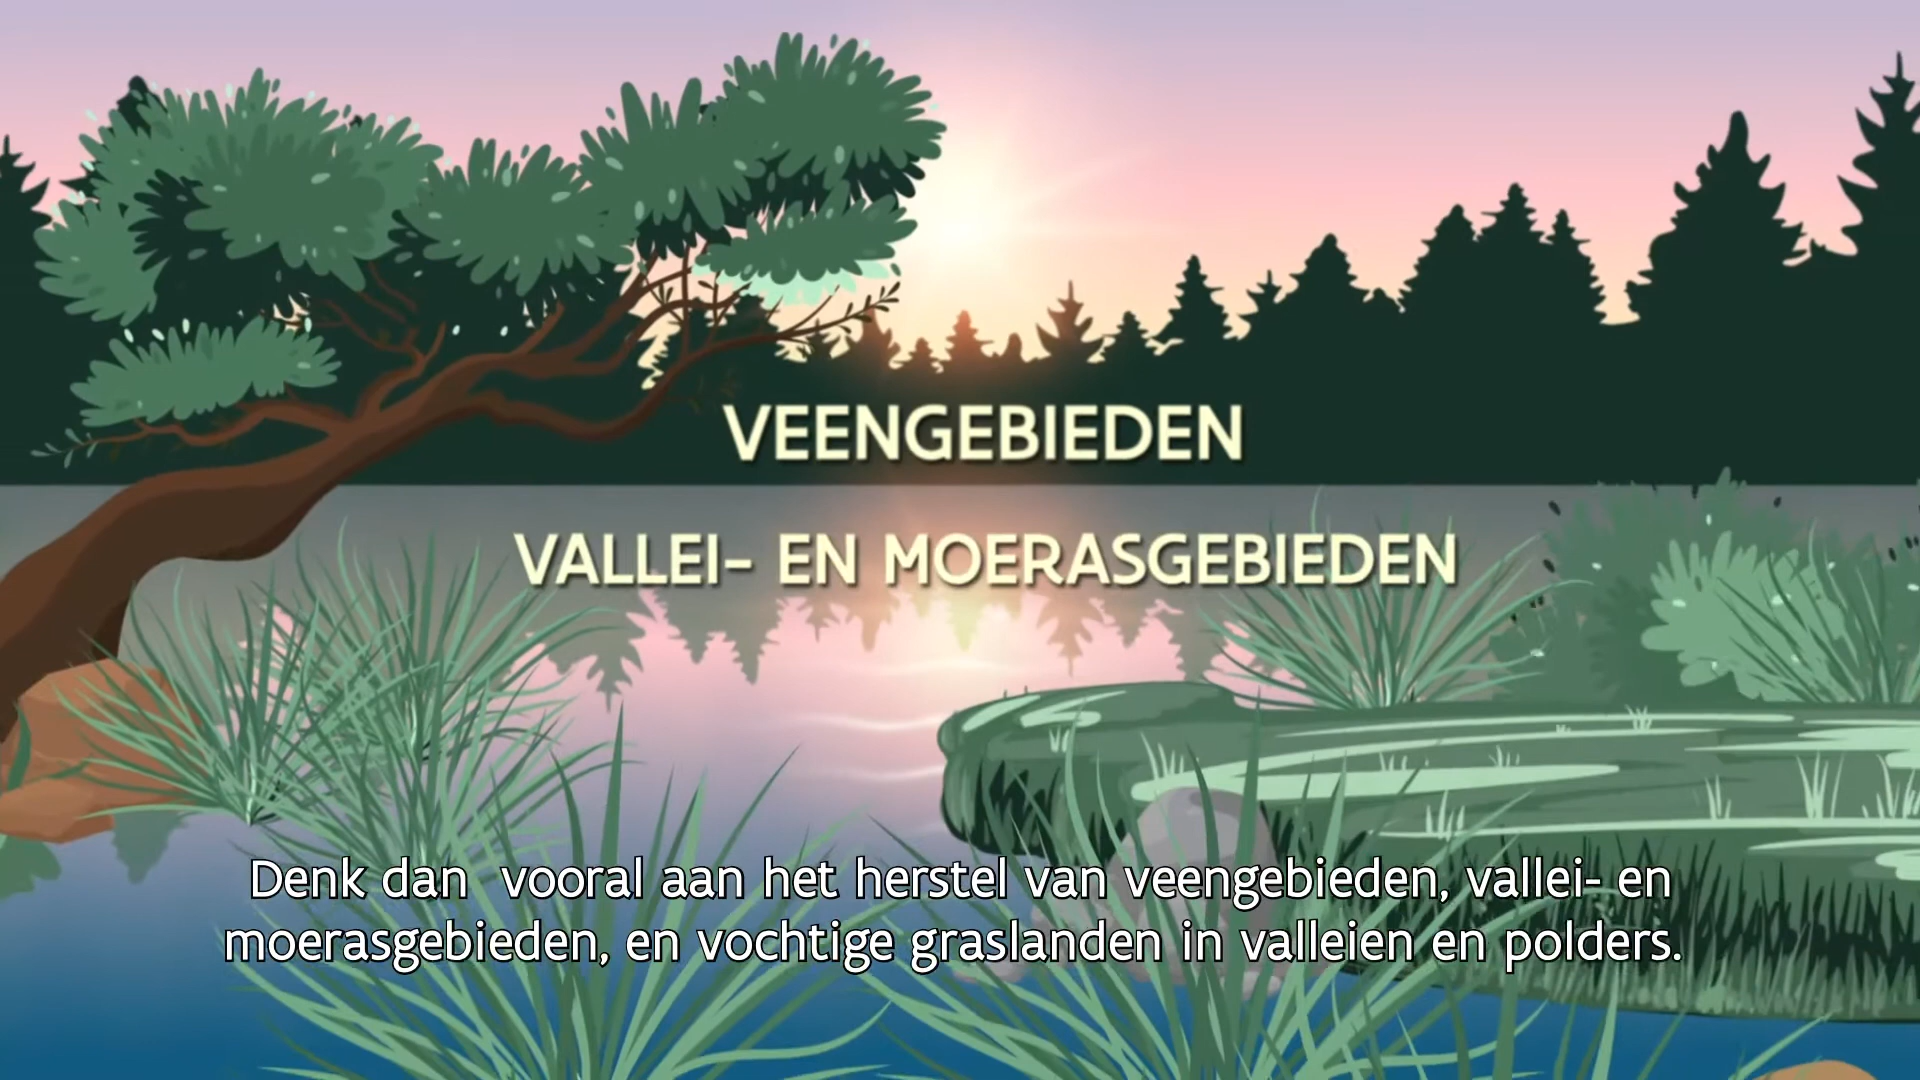 VEENGEBIEDEN
VALLEI- EN MOERASGEBIEDEN
Denk dan  vooral aan het herstel van veengebieden, vallei- en
moerasgebieden, en vochtige graslanden in valleien en polders.